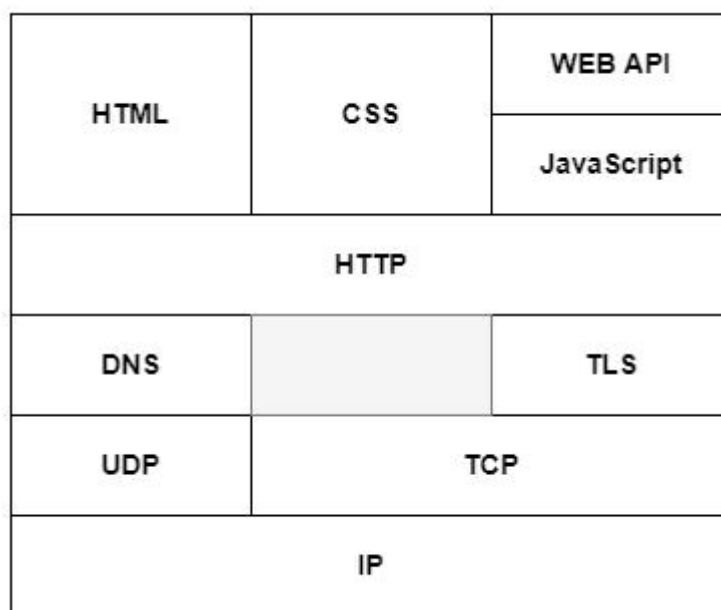 HTML
CSS
WEB API
JavaScript
HTTP
DNS
TLS
UDP
TCP
IP